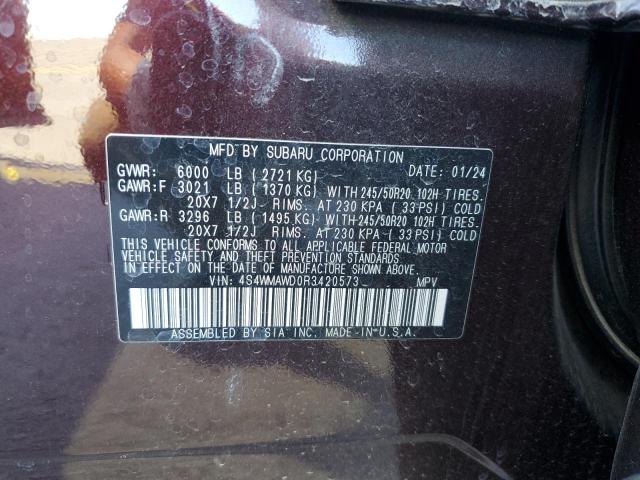 MFD BY SUBARU CORPORATION
GVWR: 6000 LB (2721 KG) DATE: 01/24
GAWR:F 3021 LB (1370 KG) WITH 245/50R20 102H TIRES.
20X7 1/2J- RIMS. AT 230 KPA (33 PSI) COLD
GAWR:R 3296 LB (1495 KG) WITH 245/50R20 102H TIRES.
20X7 1/2J- RIMS. AT 230 KPA (33 PSI) COLD
THIS VEHICLE CONFORMS TO ALL APPLICABLE FEDERAL MOTOR
VEHICLE SAFETY AND THEFT PREVENTION STANDARDS
IN EFFECT ON THE DATE OF MANUFACTURE SHOWN ABOVE.
VIN: 4S4WMAWD0R3420573 MPV
ASSEMBLED BY SIA INC. MADE-IN-U.S.A.